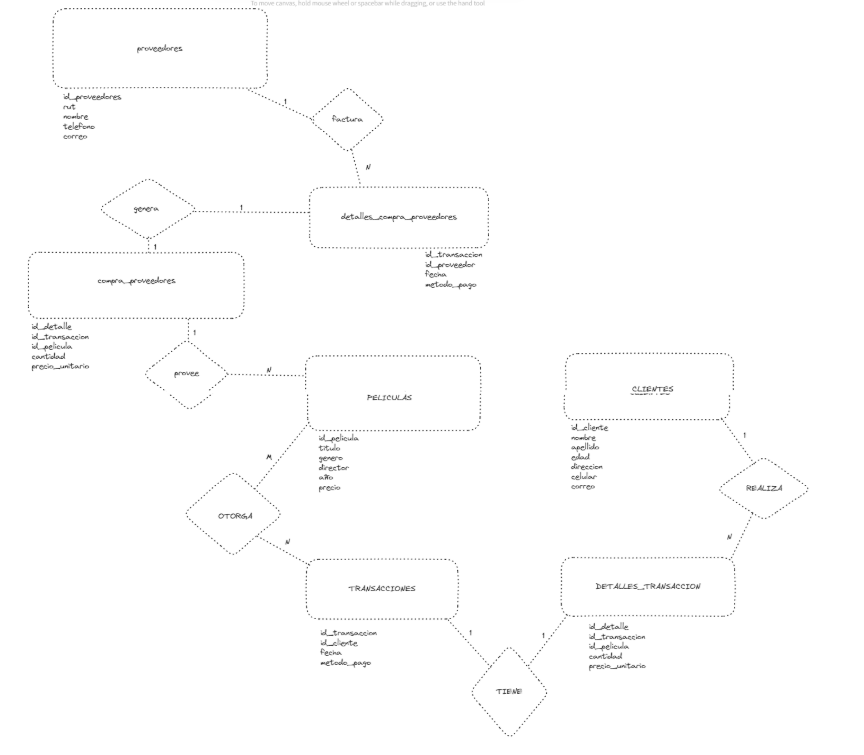 To move canvas, hold mouse wheel or spacebar while dragging, or use the hand tool
proveedores
id_proveedores
rut
nombre
telefono
correo
1
factura
N
genera
1
detalles_compra_proveedores
1
id_transaccion
id_proveedor
fecha
metodo_pago
compra_proveedores
id_detalle
id_transaccion
id_pelicula
cantidad
precio_unitario
1
provee
N
PELICULAS
id_pelicula
titulo
genero
director
año
precio
CLIENTES
id_cliente
nombre
apellido
edad
direccion
celular
correo
1
REALIZA
N
M
OTORGA
N
TRANSACCIONES
id_transaccion
id_cliente
fecha
metodo_pago
DETALLES_TRANSACCION
id_detalle
id_transaccion
id_pelicula
cantidad
precio_unitario
1
1
TIENE